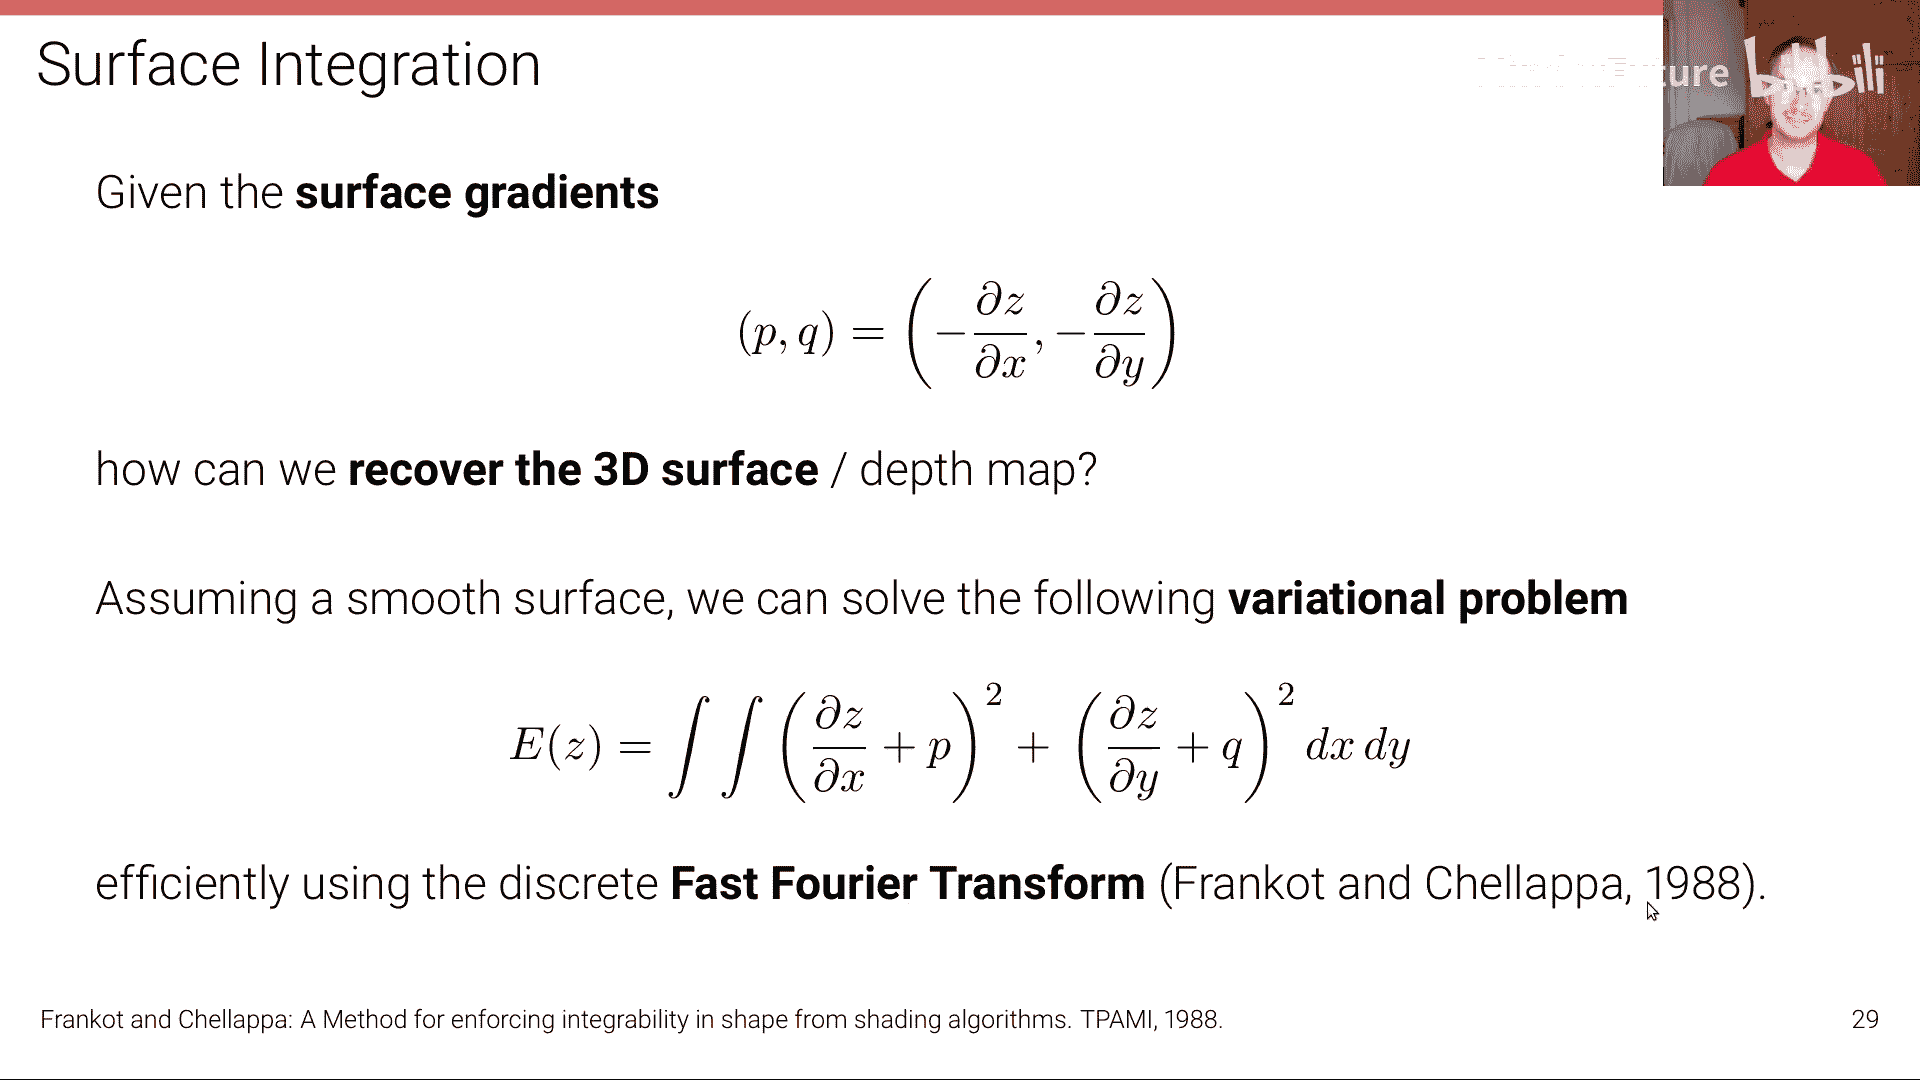 Surface Integration
bilibili
Given the surface gradients
(p, q) = (−∂z/∂x, −∂z/∂y)
how can we recover the 3D surface / depth map?
Assuming a smooth surface, we can solve the following variational problem
E(z) = ∫ ∫ (∂z/∂x + p)² + (∂z/∂y + q)² dx dy
efficiently using the discrete Fast Fourier Transform (Frankot and Chellappa, 1988).
Frankot and Chellappa: A Method for enforcing integrability in shape from shading algorithms. TPAMI, 1988.
29